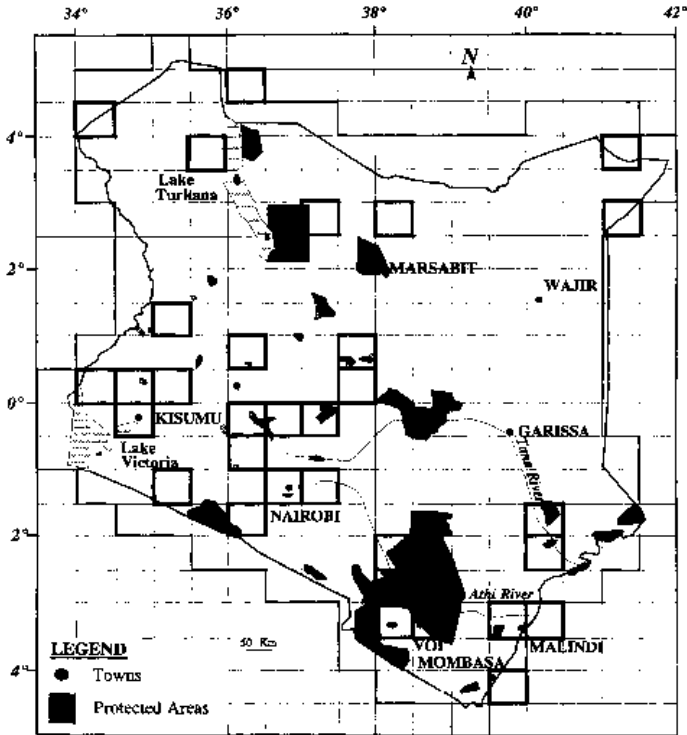 34° 36° 38° 40° 42°
N
4°
Lake
Turkana
2°
MARSABIT
WAJIR
0°
KISUMU
GARISSA
Lake
Victoria
Tana River
NAIROBI
2°
Athi River
LEGEND
50 Km
VOI
MALINDI
MOMBASA
Towns
4°
Protected Areas